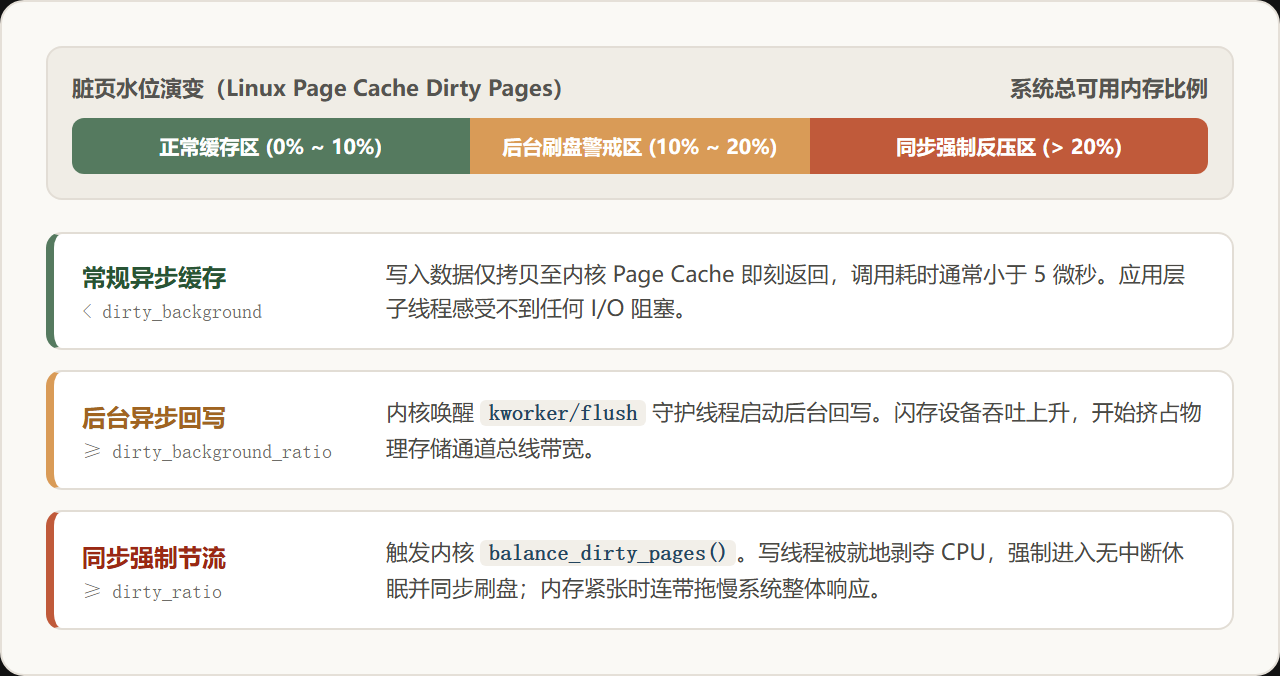 脏页水位演变（Linux Page Cache Dirty Pages）
系统总可用内存比例
正常缓存区 (0% ~ 10%)
后台刷盘警戒区 (10% ~ 20%)
同步强制反压区 (> 20%)
常规异步缓存
< dirty_background
写入数据仅拷贝至内核 Page Cache 即刻返回，调用耗时通常小于 5 微秒。应用层
子线程感受不到任何 I/O 阻塞。
后台异步回写
≥ dirty_background_ratio
内核唤醒 kworker/flush 守护线程启动后台回写。闪存设备吞吐上升，开始挤占物
理存储通道总线带宽。
同步强制节流
≥ dirty_ratio
触发内核 balance_dirty_pages() 。写线程被就地剥夺 CPU，强制进入无中断休
眠并同步刷盘；内存紧张时连带拖慢系统整体响应。